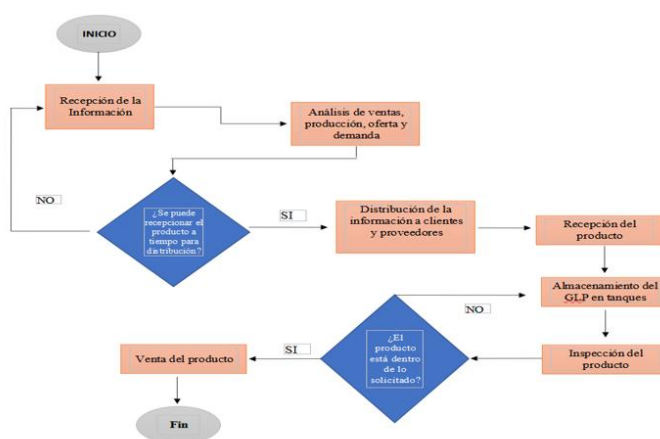 INICIO
Recepción de la
Información
Análisis de ventas,
producción, oferta y
demanda
NO
¿Se puede
recepcionar el
producto a
tiempo para
distribución?
SI
Distribución de la
información a clientes
y proveedores
Recepción del
producto
Almacenamiento del
GLP en tanques
NO
Inspección del
producto
¿El
producto
está dentro
de lo
solicitado?
SI
Venta del producto
Fin